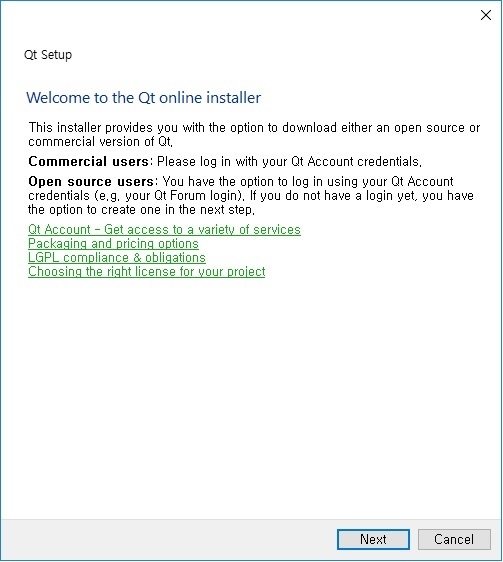 Qt Setup
Welcome to the Qt online installer
This installer provides you with the option to download either an open source or
commercial version of Qt.
Commercial users: Please log in with your Qt Account credentials.
Open source users: You have the option to log in using your Qt Account
credentials (e.g. your Qt Forum login). If you do not have a login yet, you have
the option to create one in the next step.
Qt Account - Get access to a variety of services
Packaging and pricing options
LGPL compliance & obligations
Choosing the right license for your project
Next Cancel